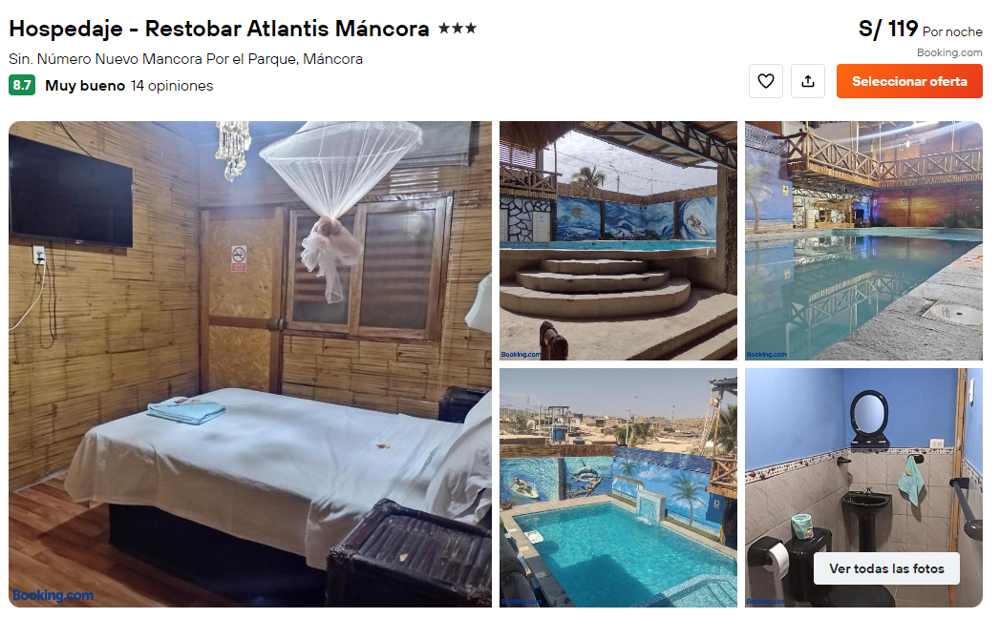 Hospedaje - Restobar Atlantis Máncora ★★★
S/ 119 Por noche
Sin. Número Nuevo Mancora Por el Parque, Máncora
Booking.com
8.7 Muy bueno 14 opiniones
Seleccionar oferta
Booking.com
Booking.com
Booking.com
Booking.com
Booking.com
Ver todas las fotos